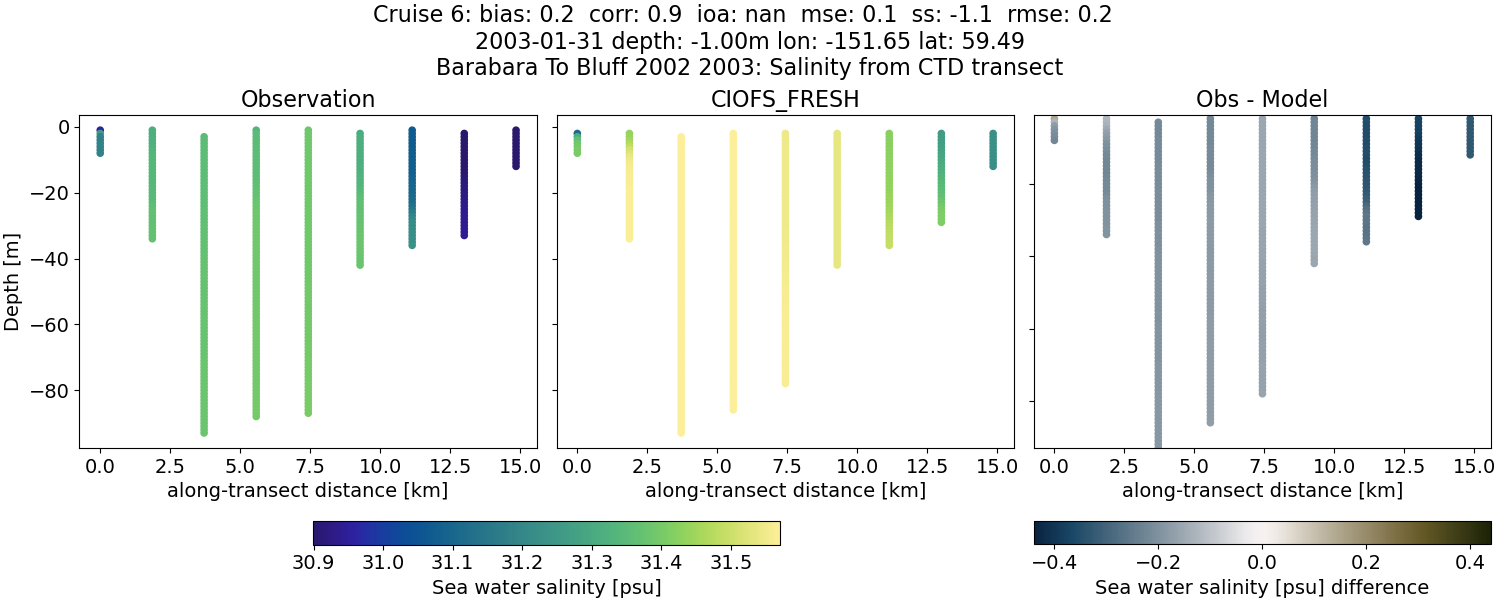 Cruise 6: bias: 0.2  corr: 0.9  ioa: nan  mse: 0.1  ss: -1.1  rmse: 0.2
2003-01-31 depth: -1.00m lon: -151.65 lat: 59.49
Barabara To Bluff 2002 2003: Salinity from CTD transect
Observation
CIOFS_FRESH
Obs - Model
Depth [m]
0
−20
−40
−60
−80
0.0 2.5 5.0 7.5 10.0 12.5 15.0
along-transect distance [km]
0.0 2.5 5.0 7.5 10.0 12.5 15.0
along-transect distance [km]
0.0 2.5 5.0 7.5 10.0 12.5 15.0
along-transect distance [km]
30.9 31.0 31.1 31.2 31.3 31.4 31.5
Sea water salinity [psu]
−0.4 −0.2 0.0 0.2 0.4
Sea water salinity [psu] difference